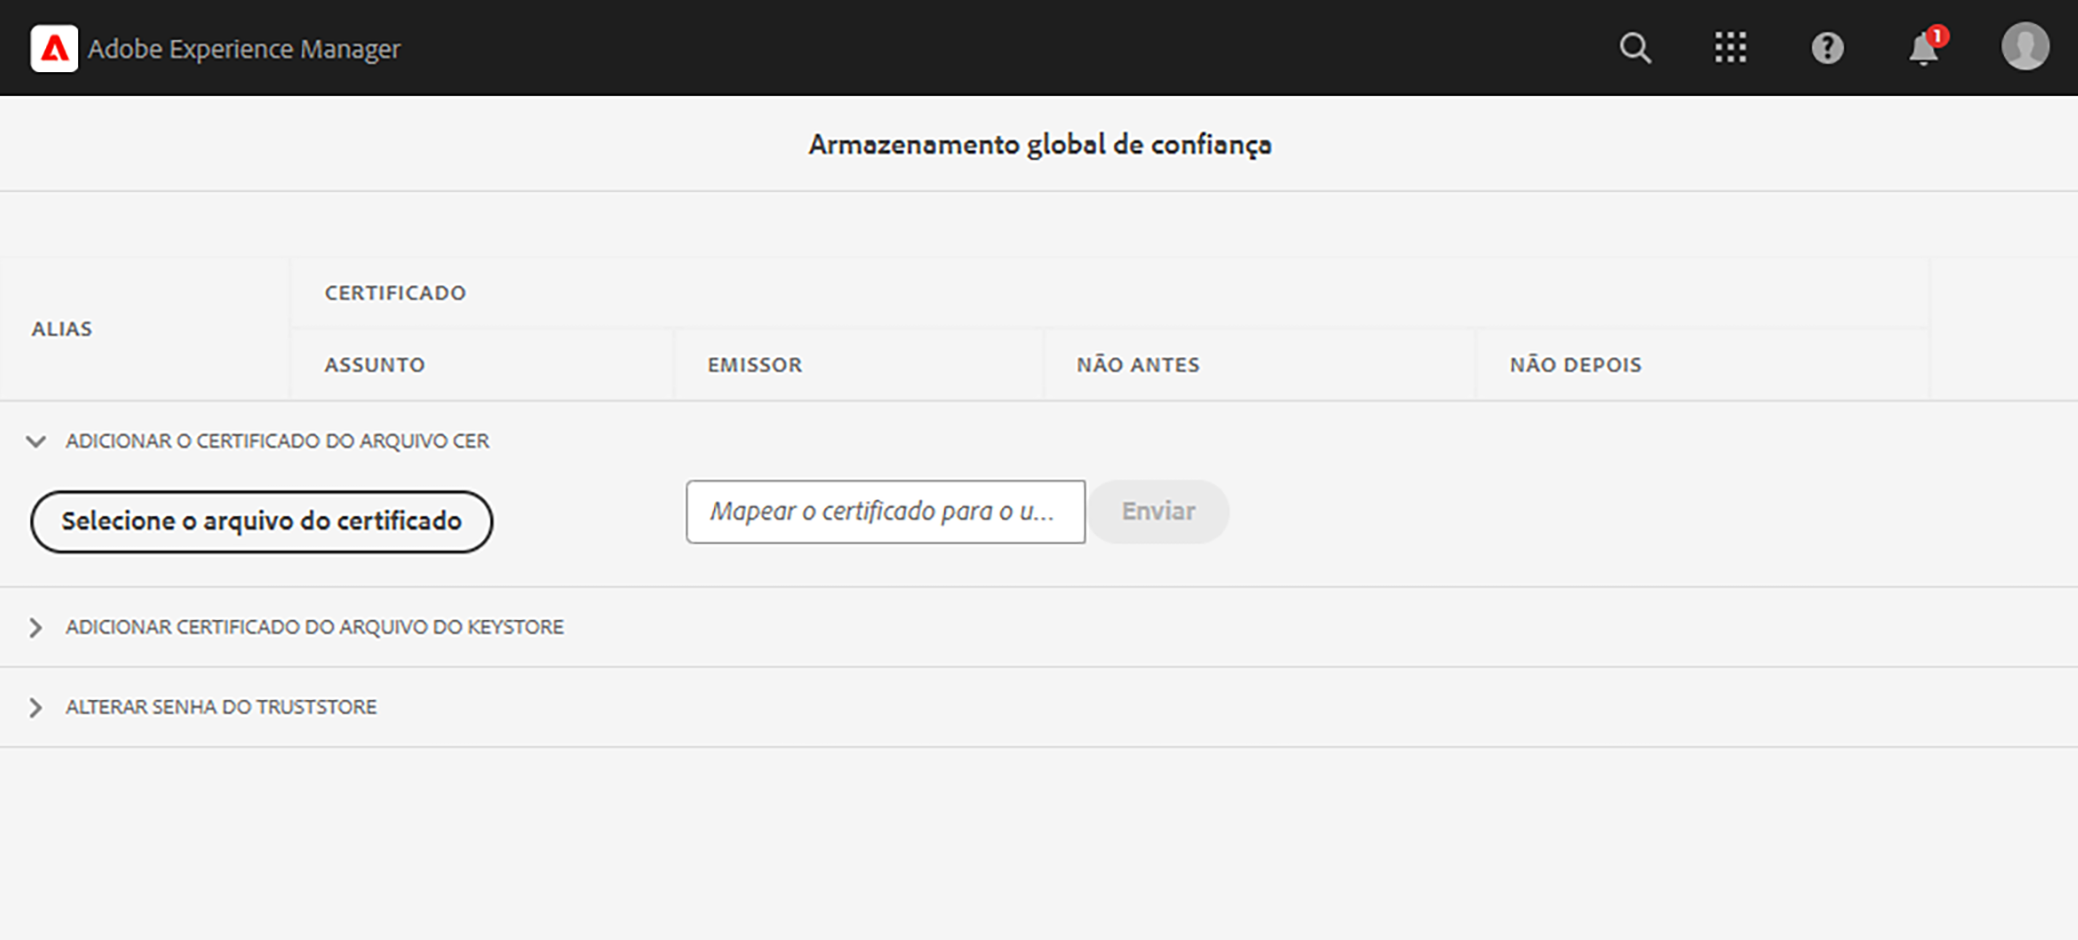 Adobe Experience Manager
1
Armazenamento global de confiança
ALIAS
CERTIFICADO
ASSUNTO
EMISSOR
NÃO ANTES
NÃO DEPOIS
ADICIONAR O CERTIFICADO DO ARQUIVO CER
Selecione o arquivo do certificado
Mapear o certificado para o u...
Enviar
ADICIONAR CERTIFICADO DO ARQUIVO DO KEYSTORE
ALTERAR SENHA DO TRUSTSTORE